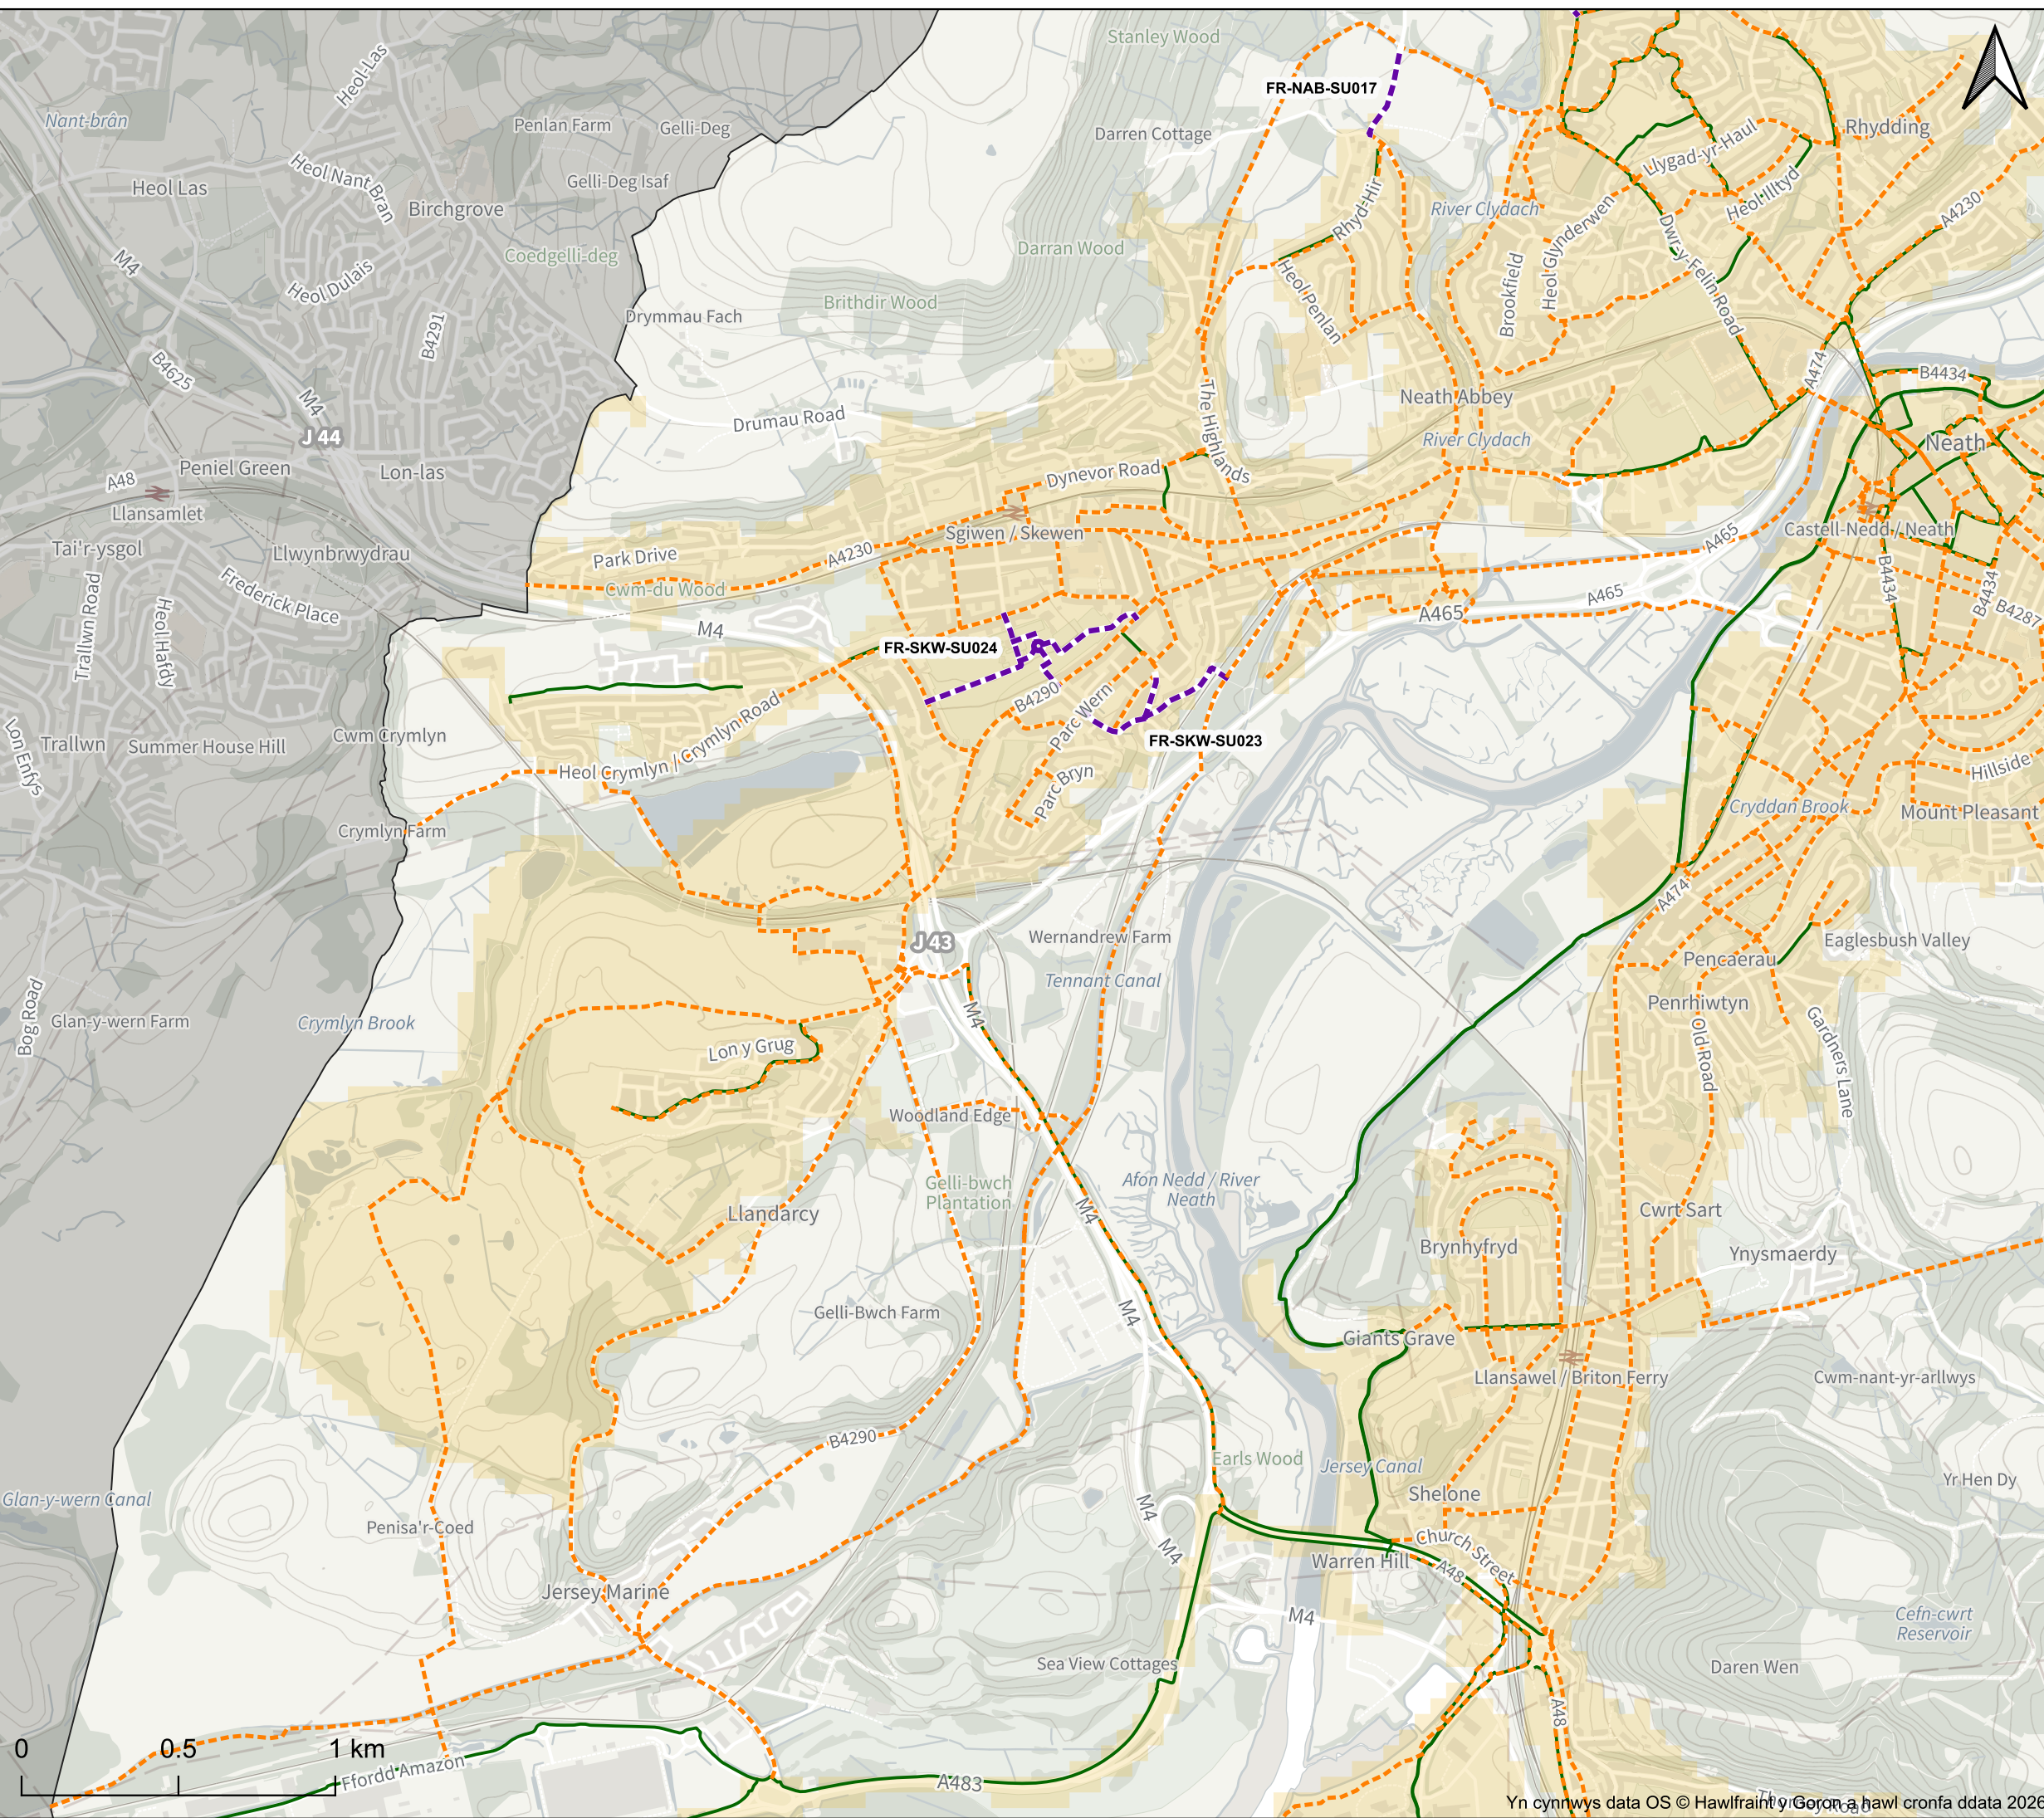 Stanley Wood
Heol-Las
FR-NAB-SU017
Nant-brân
Penlan Farm
Gelli-Deg
Darren Cottage
Rhydding
Llygad-yr-Haul
Heol Las
Heol Nant Bran
Gelli-Deg Isaf
Birchgrove
Rhyd-Hir
River Clydach
Heol Illtyd
A4230
Heol Glynderwen
Dwr-y-Felin Road
Coedgelli-deg
Darran Wood
M4
Heol Dulais
Brithdir Wood
Drymmau Fach
Heol Penlan
Brookfield
B4291
B4625
A474
B4434
M4
J 44
Drumau Road
The Highlands
Neath Abbey
River Clydach
Neath
Peniel Green
Lon-las
A48
Dynevor Road
Llansamlet
Sgiwen / Skewen
Castell-Nedd / Neath
A465
Tai'r-ysgol
Llwynbrwydrau
Park Drive
A4230
Cwm-du Wood
Frederick Place
Trallwn Road
Heol Hafdy
M4
A465
A465
B4434
B4434
B4287
FR-SKW-SU024
B4290
Parc Wern
Lon Enfys
Trallwn
Summer House Hill
Cwm Crymlyn
Heol Crymlyn / Crymlyn Road
FR-SKW-SU023
Parc Bryn
Hillside
Cryddan Brook
Mount Pleasant
Crymlyn Farm
A474
J 43
Wernandrew Farm
Eaglesbush Valley
Pencaerau
Tennant Canal
Penrhiwtyn
Bog Road
Glan-y-wern Farm
Crymlyn Brook
M4
Lon y Grug
Old Road
Gardners Lane
Woodland Edge
Gelli-bwch
Plantation
Afon Nedd / River
Neath
Llandarcy
M4
Cwrt Sart
Brynhyfryd
Ynysmaerdy
Gelli-Bwch Farm
M4
Giants Grave
Llansawel / Briton Ferry
Cwm-nant-yr-arllwys
B4290
Earls Wood
Jersey Canal
Yr Hen Dy
Glan-y-wern Canal
Shelone
M4
Penisa'r-Coed
Church Street
M4
Warren Hill
A48
Jersey Marine
M4
Cefn-cwrt
Reservoir
Sea View Cottages
Daren Wen
A48
0 0.5 1 km
Ffordd Amazon
A483
Yn cynnwys data OS © Hawlfraint y Goron a hawl cronfa ddata 2026